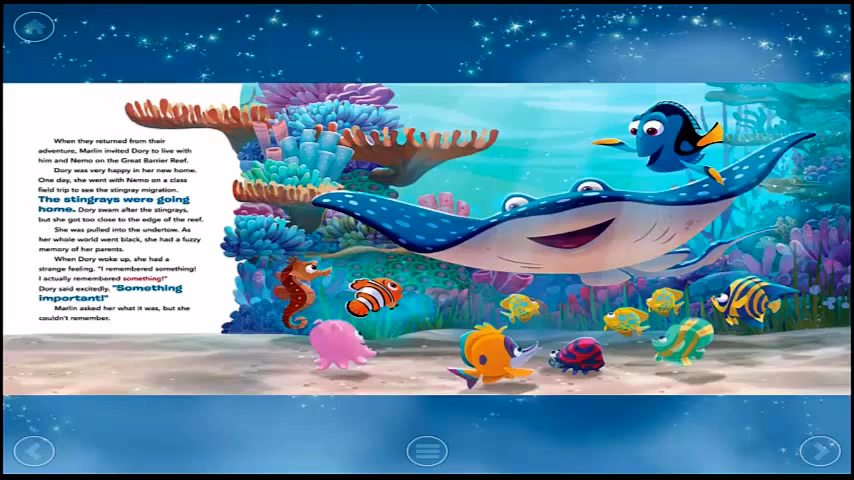 When they returned from their
adventure, Marlin invited Dory to live with
him and Nemo on the Great Barrier Reef.
Dory was very happy in her new home.
One day, she went with Nemo on a class
field trip to see the stingray migration.
The stingrays were going
home. Dory swam after the stingrays,
but she got too close to the edge of the reef.
She was pulled into the undertow. As
her whole world went black, she had a fuzzy
memory of her parents.
When Dory woke up, she had a
strange feeling. "I remembered something!
I actually remembered something!"
Dory said excitedly. "Something
important!"
Marlin asked her what it was, but she
couldn't remember.